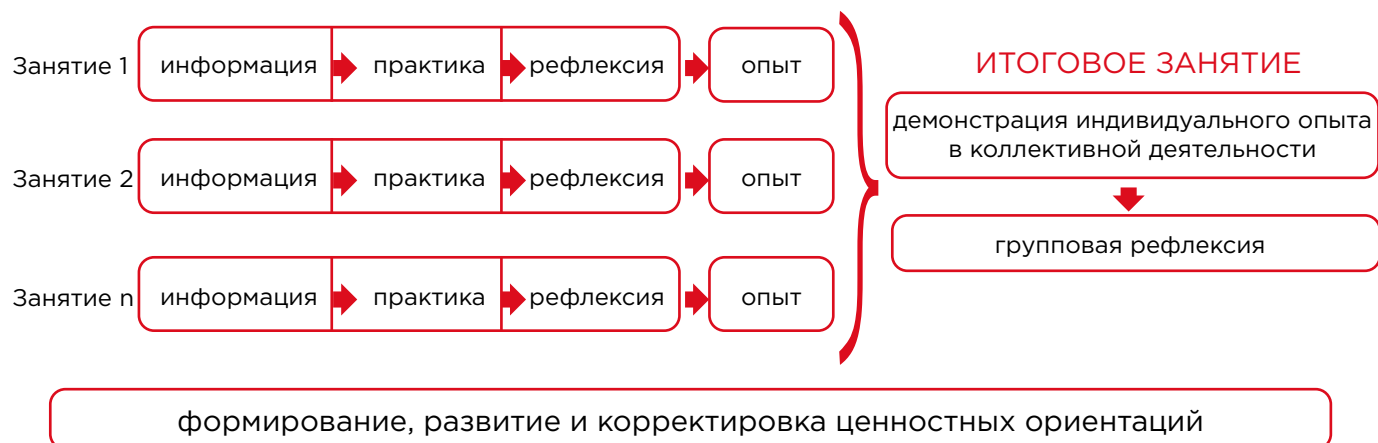 Занятие 1 информация практика рефлексия опыт
Занятие 2 информация практика рефлексия опыт
Занятие n информация практика рефлексия опыт
ИТОГОВОЕ ЗАНЯТИЕ
демонстрация индивидуального опыта
в коллективной деятельности
групповая рефлексия
формирование, развитие и корректировка ценностных ориентаций